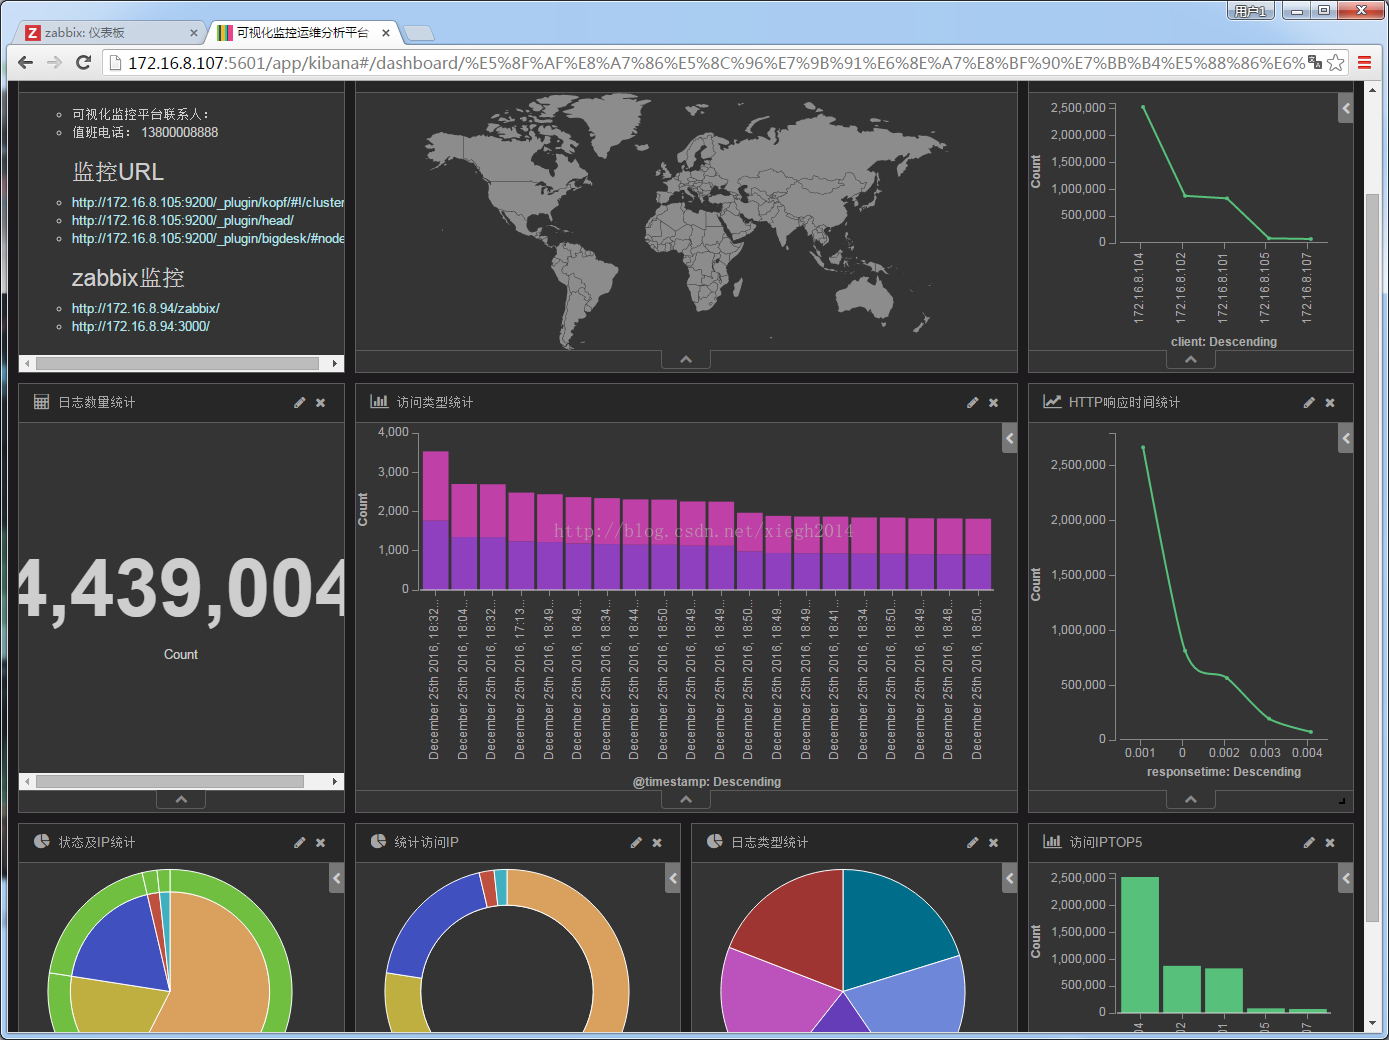 用户1
zabbix: 仪表板
可视化监控运维分析平台
172.16.8.107:5601/app/kibana#/dashboard/%E5%8F%AF%E8%A7%86%E5%8C%96%E7%9B%91%E6%8E%A7%E8%BF%90%E7%BB%B4%E5%88%86%E6%
可视化监控平台联系人：
值班电话： 13800008888
监控URL
http://172.16.8.105:9200/_plugin/kopf/#!/cluster
http://172.16.8.105:9200/_plugin/head/
http://172.16.8.105:9200/_plugin/bigdesk/#node
zabbix监控
http://172.16.8.94/zabbix/
http://172.16.8.94:3000/
2,500,000
2,000,000
1,500,000
1,000,000
500,000
0
Count
172.16.8.104
172.16.8.102
172.16.8.101
172.16.8.105
172.16.8.107
client: Descending
日志数量统计
4,439,004
Count
访问类型统计
4,000
3,000
2,000
1,000
0
Count
http://blog.csdn.net/xiegh2014
December 25th 2016, 18:32...
December 25th 2016, 18:04...
December 25th 2016, 18:32...
December 25th 2016, 17:13...
December 25th 2016, 18:49...
December 25th 2016, 18:49...
December 25th 2016, 18:34...
December 25th 2016, 18:44...
December 25th 2016, 18:50...
December 25th 2016, 18:49...
December 25th 2016, 18:49...
December 25th 2016, 18:50...
December 25th 2016, 18:49...
December 25th 2016, 18:49...
December 25th 2016, 18:41...
December 25th 2016, 18:34...
December 25th 2016, 18:50...
December 25th 2016, 18:49...
December 25th 2016, 18:48...
December 25th 2016, 18:50...
@timestamp: Descending
HTTP响应时间统计
2,500,000
2,000,000
1,500,000
1,000,000
500,000
0
Count
0.001 0 0.002 0.003 0.004
responsetime: Descending
状态及IP统计
统计访问IP
日志类型统计
访问IPTOP5
2,500,000
2,000,000
1,500,000
1,000,000
500,000
0
Count
04
02
01
05
07